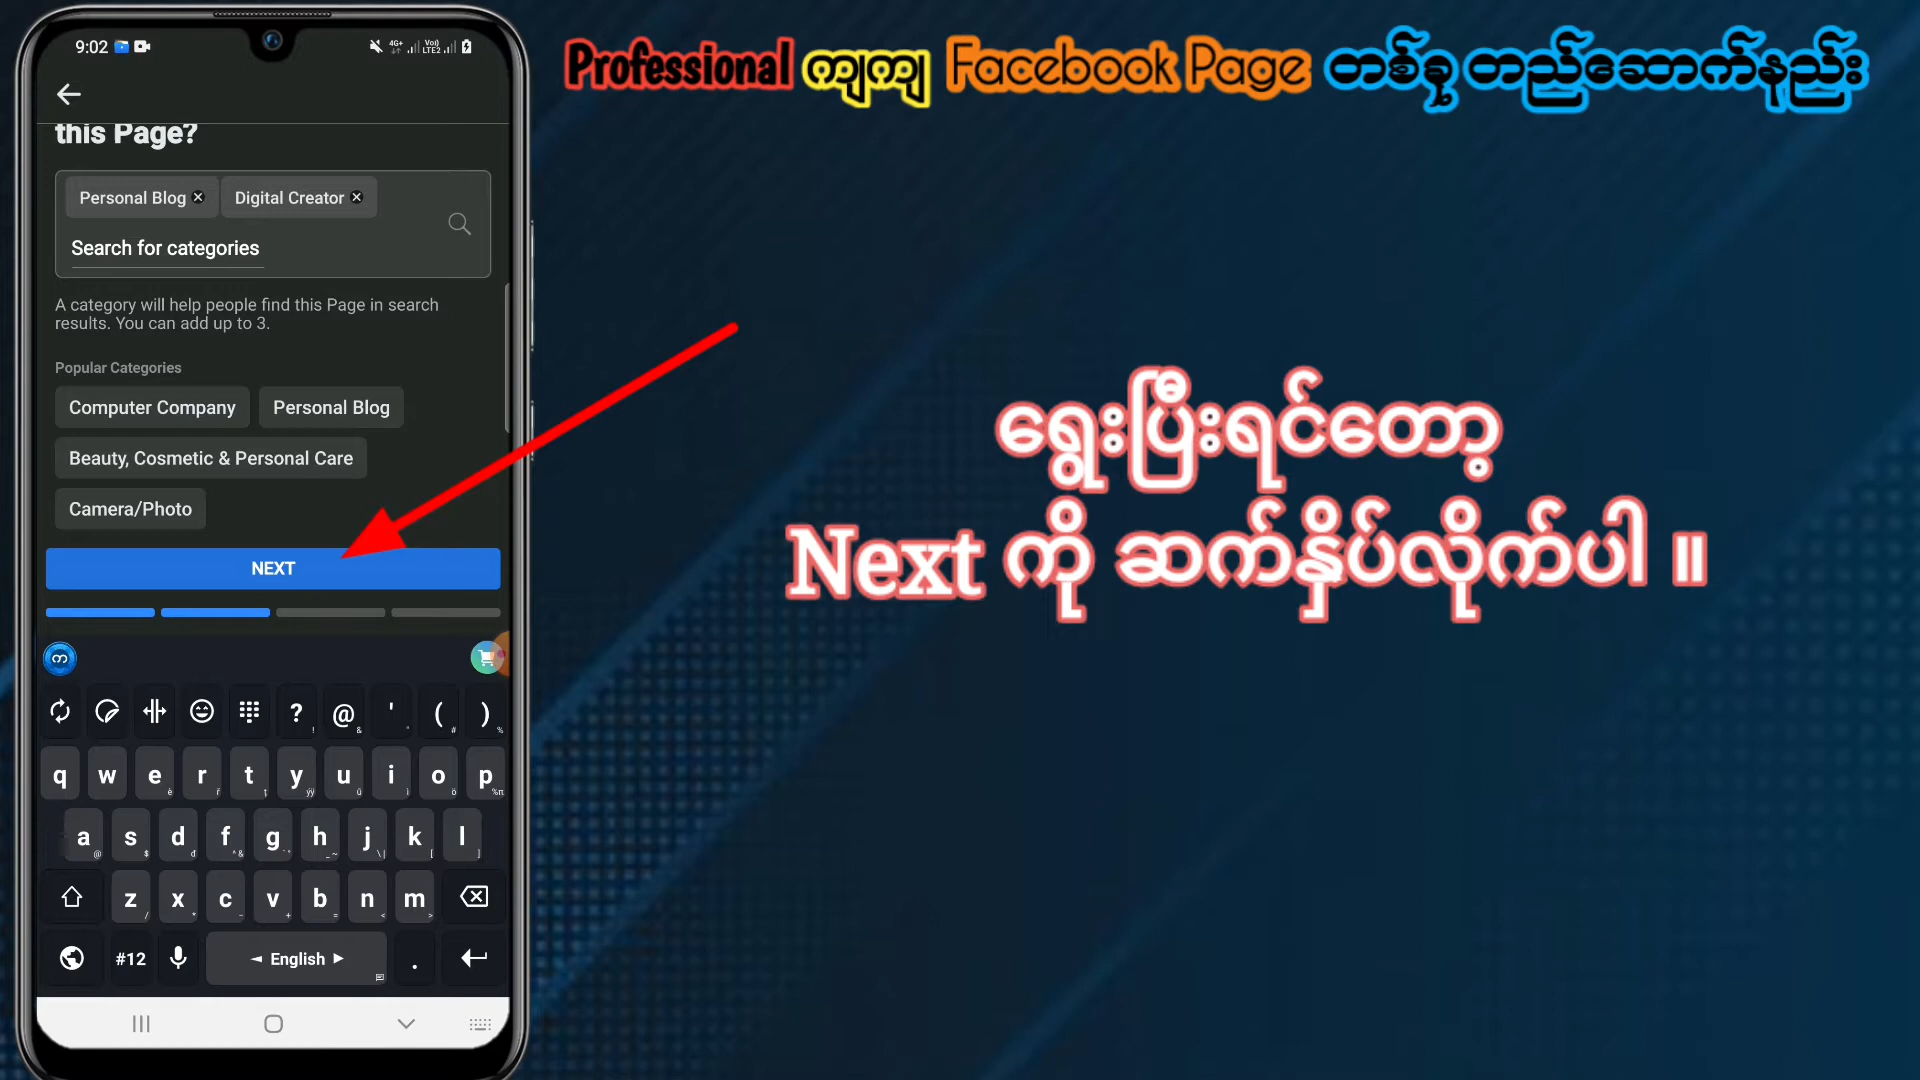 Professional ကျကျ Facebook Page တစ်ခု တည်ဆောက်နည်း
9:02
this Page?
Personal Blog
Digital Creator
Search for categories
A category will help people find this Page in search
results. You can add up to 3.
Popular Categories
Computer Company
Personal Blog
Beauty, Cosmetic & Personal Care
Camera/Photo
NEXT
ရွေးပြီးရင်တော့
Next ကို ဆက်နှိပ်လိုက်ပါ ။
? @ ' ( )
q w e r t y u i o p
a s d f g h j k l
z x c v b n m
#12 English .